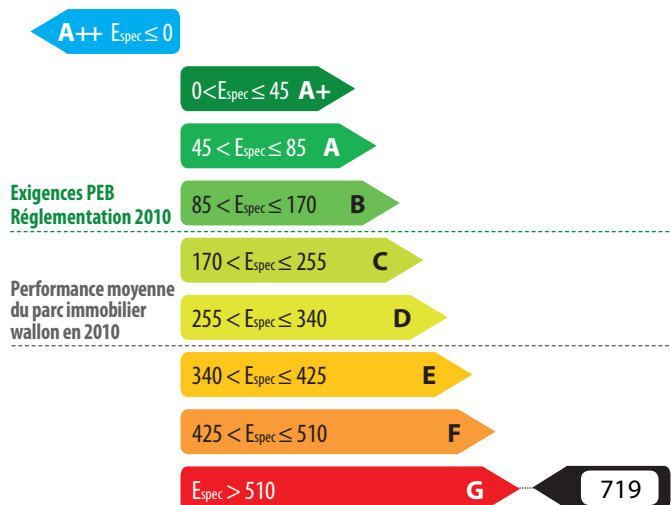 A++ Espec ≤ 0
0<Espec ≤ 45 A+
45 < Espec ≤ 85 A
Exigences PEB
Réglementation 2010
85 < Espec ≤ 170 B
170 < Espec ≤ 255 C
Performance moyenne
du parc immobilier
wallon en 2010
255 < Espec ≤ 340 D
340 < Espec ≤ 425 E
425 < Espec ≤ 510 F
Espec > 510 G 719